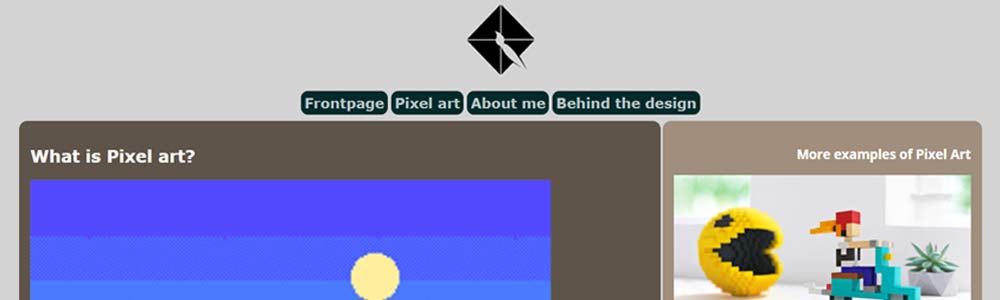 Frontpage Pixel art About me Behind the design
What is Pixel art?
More examples of Pixel Art